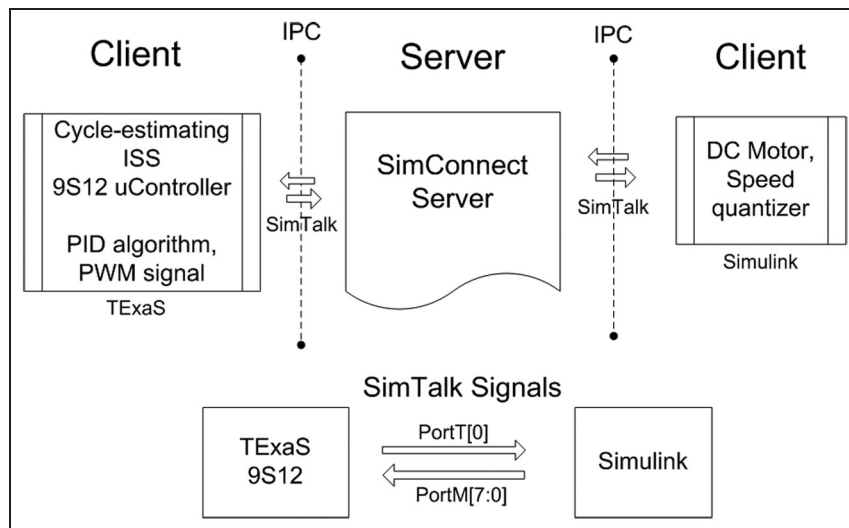 Client
IPC
Server
IPC
Client
Cycle-estimating
ISS
9S12 uController
PID algorithm,
PWM signal
TExaS
SimTalk
SimConnect
Server
SimTalk
DC Motor,
Speed
quantizer
Simulink
SimTalk Signals
TExaS
9S12
PortT[0]
PortM[7:0]
Simulink